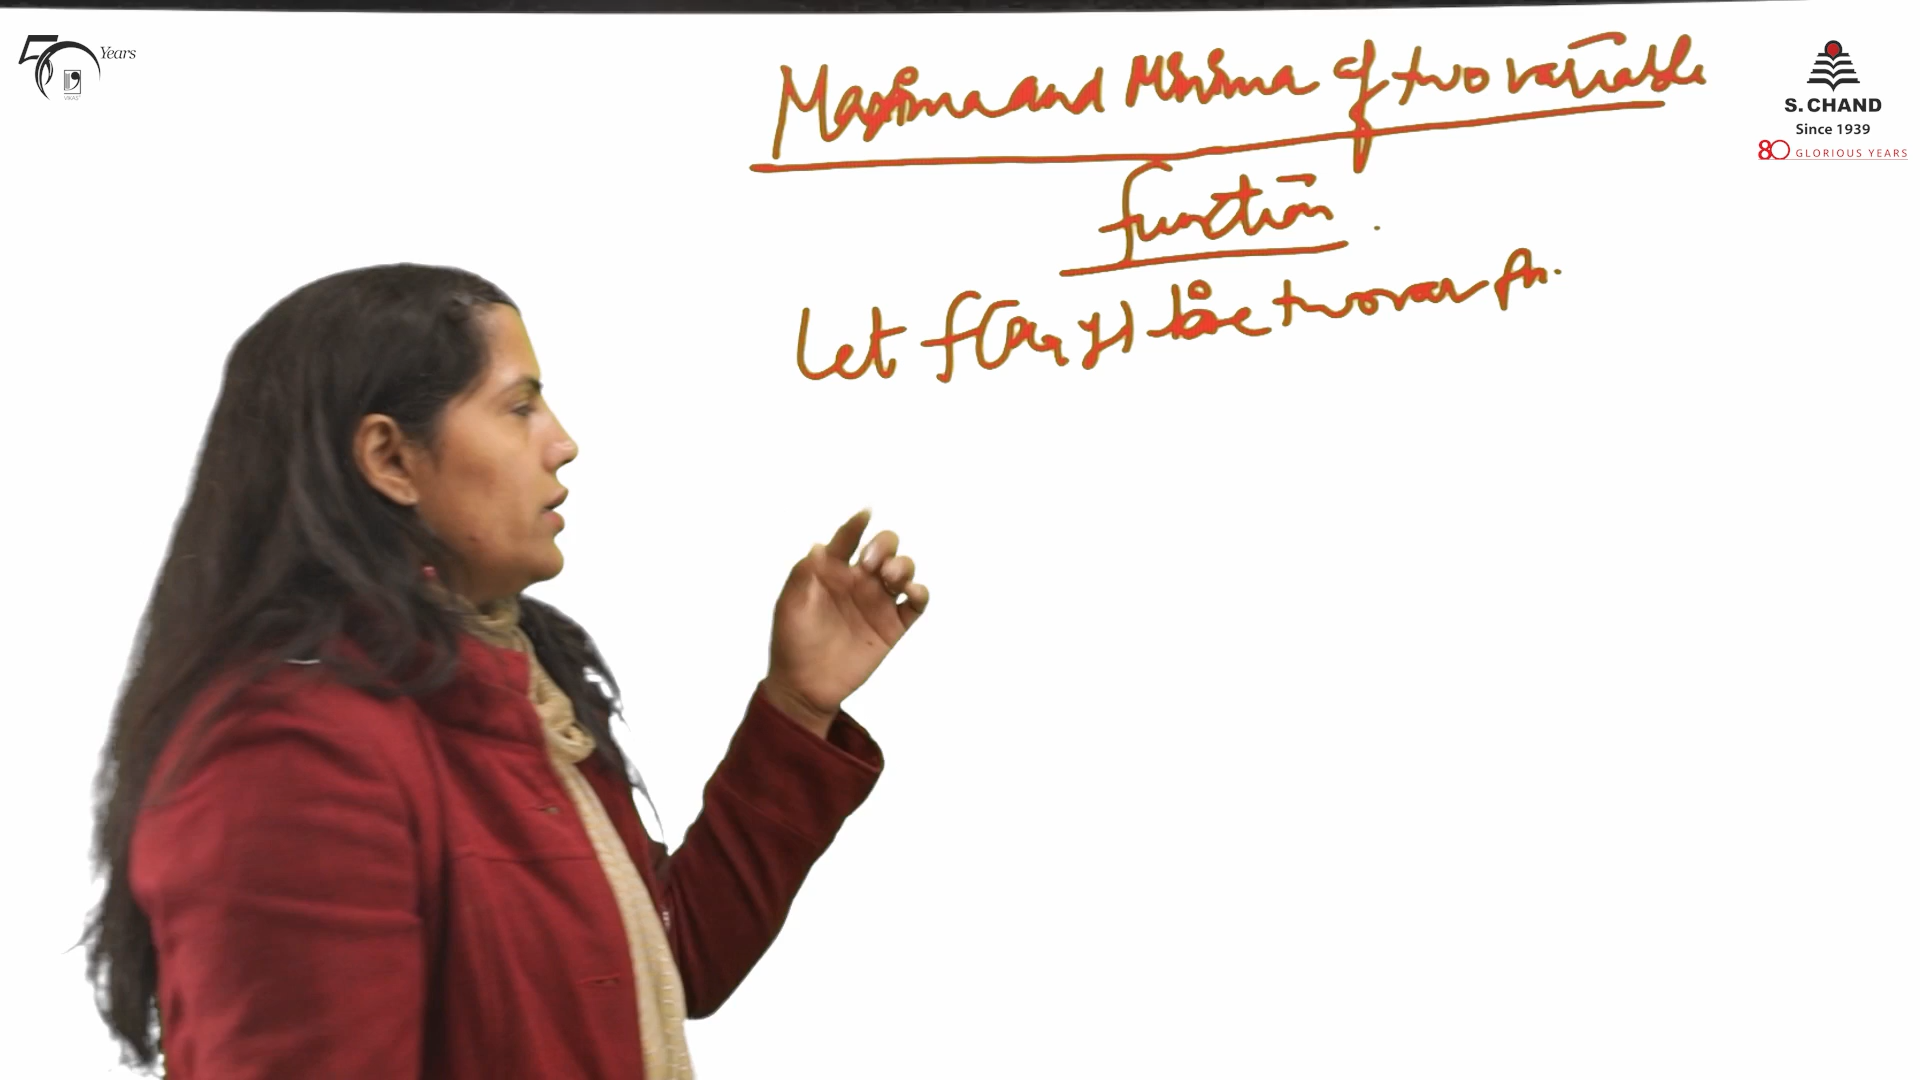 50 Years
VIKAS
Maxima and Minima of two variable
function.
Let f(x, y) be two var fn.
S. CHAND
Since 1939
80 GLORIOUS YEARS